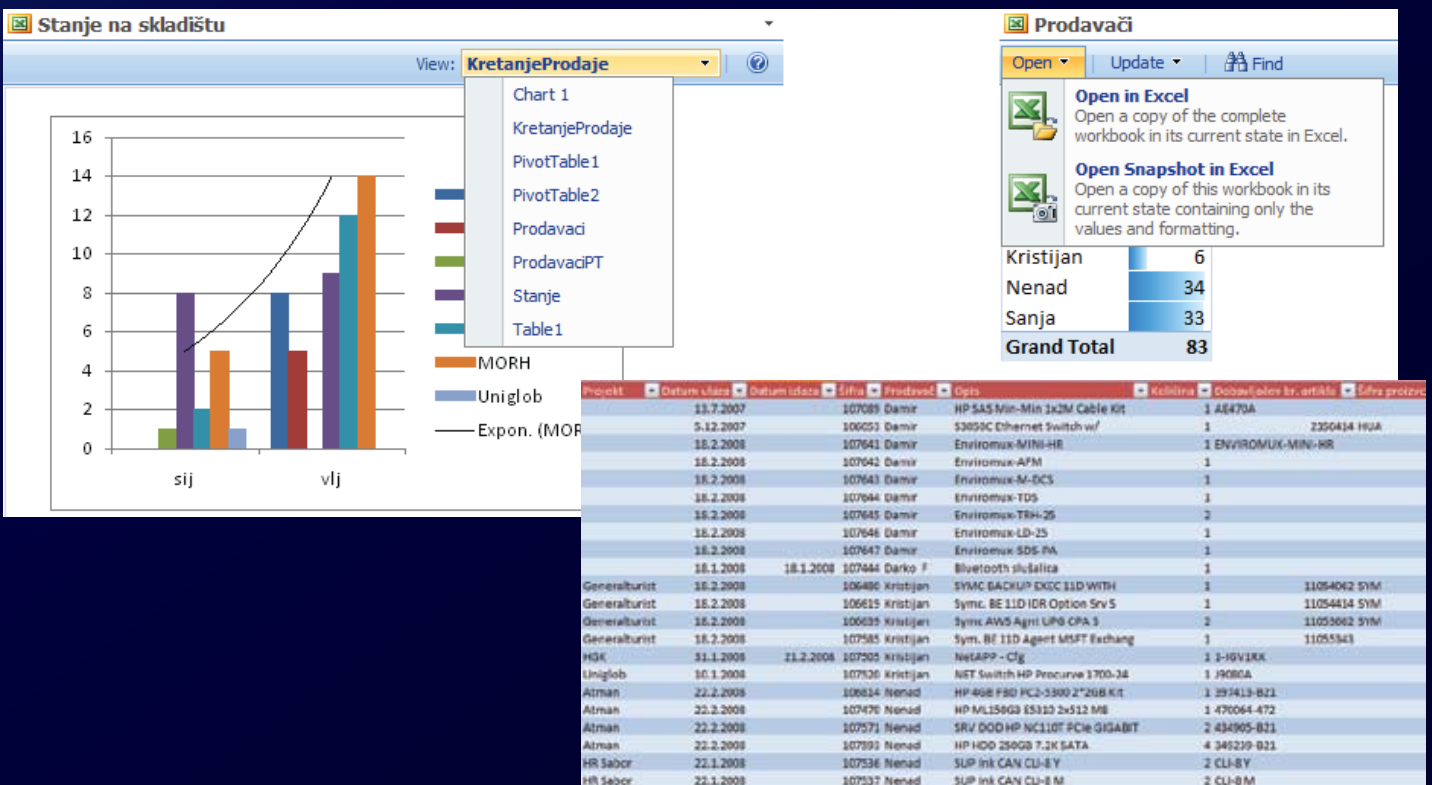 Stanje na skladištu
View: KretanjeProdaje
Chart 1
KretanjeProdaje
PivotTable1
PivotTable2
Prodavaci
ProdavaciPT
Stanje
Table1
16
14
12
10
8
6
4
2
0
sij vlj
MORH
Uniglob
Expon. (MOR
Prodavači
Open Update Find
Open in Excel
Open a copy of the complete
workbook in its current state in Excel.
Open Snapshot in Excel
Open a copy of this workbook in its
current state containing only the
values and formatting.
Kristijan 6
Nenad 34
Sanja 33
Grand Total 83
Projekt Datum ulaza Datum izlaza Šifra Prodavač Opis Količina Dobavljačev br. artikla Šifra proizvo
13.7.2007 107089 Damir HP SAS Min-Min 1x2M Cable Kit 1 AE470A
5.12.2007 106053 Damir Ethernet Switch w/ 1 2350414 HUA
18.2.2008 107641 Damir Enviromux-MINI-HR 1 ENVIROMUX-MINI-HR
18.2.2008 107642 Damir Enviromux-AFM 1
18.2.2008 107643 Damir Enviromux-M-DCS 1
18.2.2008 107644 Damir Enviromux-TDS 1
18.2.2008 107645 Damir Enviromux-TRH-25 2
18.2.2008 107646 Damir Enviromux-LD-25 1
18.2.2008 107647 Damir Enviromux-SDS-PA 1
18.1.2008 18.1.2008 107444 Darko F Bluetooth slušalica 1
Generalturist 18.2.2008 106480 Kristijan SYMC BACKUP EXEC 11D WITH 1 11054062 SYM
Generalturist 18.2.2008 106619 Kristijan Symc. BE 11D IDR Option Srv S 1 11054414 SYM
Generalturist 18.2.2008 Kristijan Symc AWS Agnt UPG CPA S 2 11053062 SYM
Generalturist 18.2.2008 107585 Kristijan Sym. BE 11D Agent MSFT Exchang 1 11055343
HGK 31.1.2008 21.2.2008 107505 Kristijan NetAPP - Cfg 1 1-IGV1RX
Uniglob 10.1.2008 107520 Kristijan NET Switch HP Procurve 1700-24 1 J9080A
Atman 22.2.2008 106814 Nenad HP 4GB FBD PC2-5300 2*2GB Kit 1 397413-B21
Atman 22.2.2008 107470 Nenad HP ML150G3 E5310 2x512 MB 1 470064-472
Atman 22.2.2008 107571 Nenad SRV DOD HP NC110T PCIe GIGABIT 2 434905-B21
Atman 22.2.2008 107593 Nenad HP HDD 250GB 7.2K SATA 4 349239-B21
HR Sabor 22.1.2008 107536 Nenad SUP Ink CAN CLI-8 Y 2 CLI-8 Y
HR Sabor 22.1.2008 107537 Nenad SUP Ink CAN CLI-8 M 2 CLI-8 M